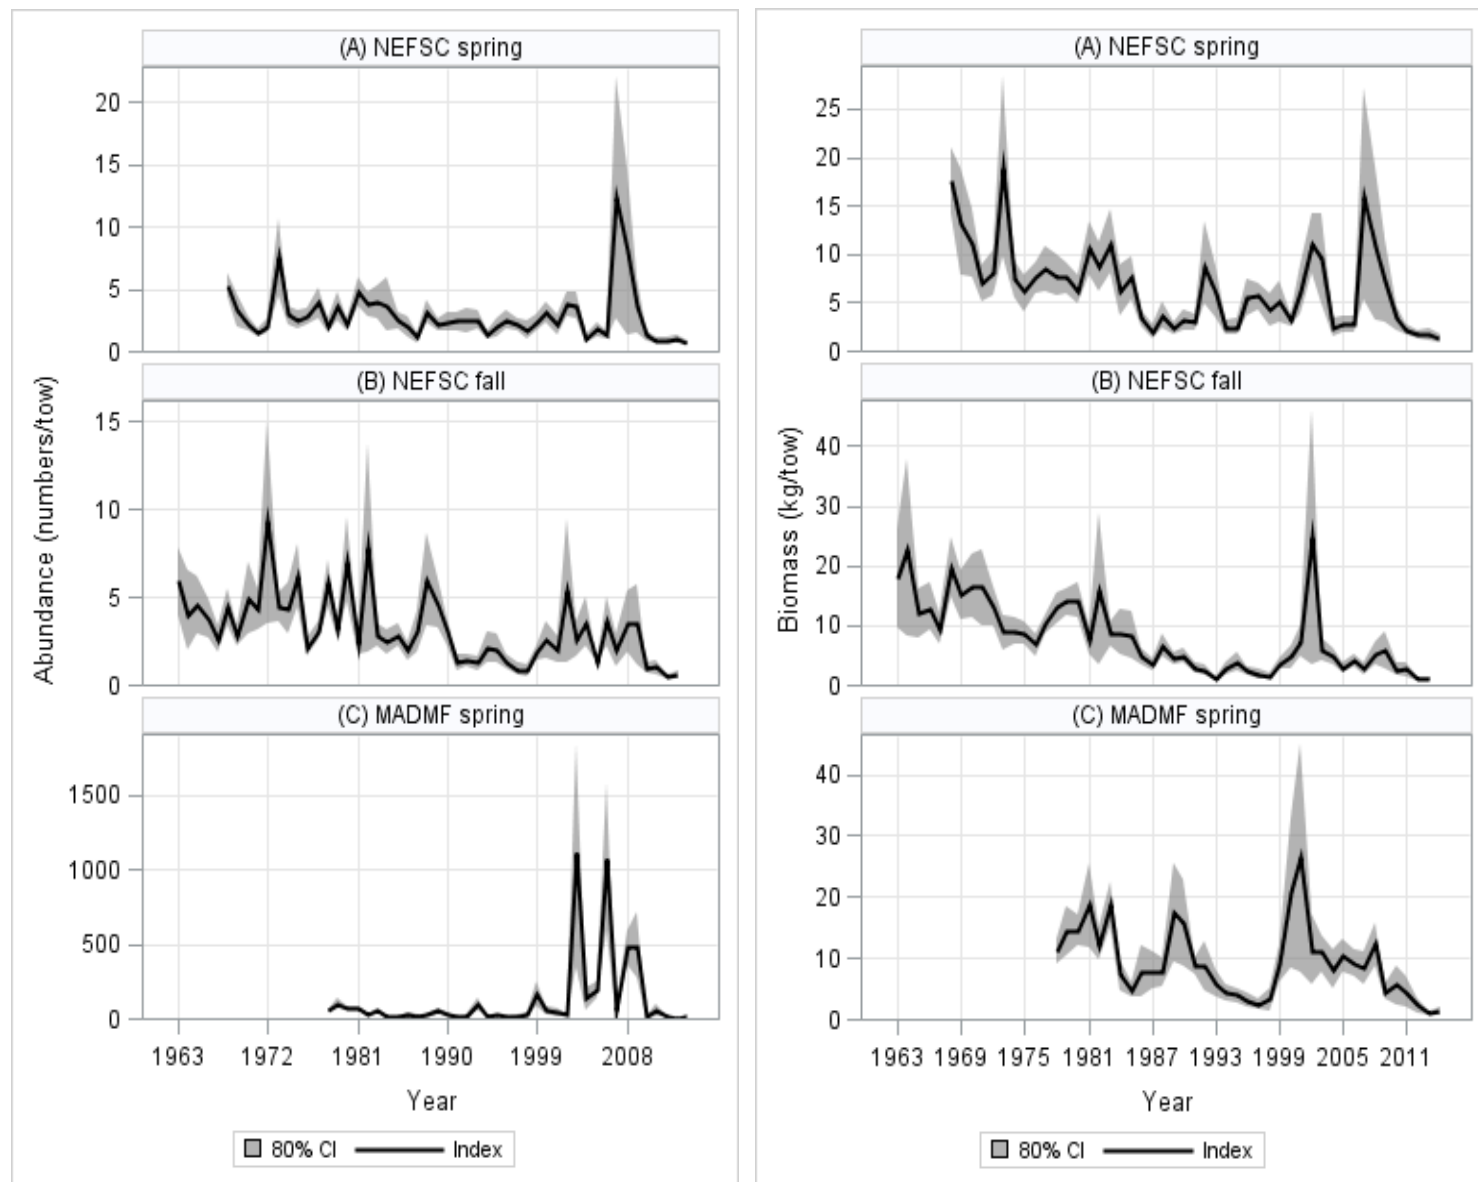 (A) NEFSC spring
20
15
10
5
0
(B) NEFSC fall
15
10
5
0
(C) MADMF spring
1500
1000
500
0
1963 1972 1981 1990 1999 2008
Abundance (numbers/tow)
Year
80% CI Index
(A) NEFSC spring
25
20
15
10
5
0
(B) NEFSC fall
40
30
20
10
0
(C) MADMF spring
40
30
20
10
0
1963 1969 1975 1981 1987 1993 1999 2005 2011
Biomass (kg/tow)
Year
80% CI Index